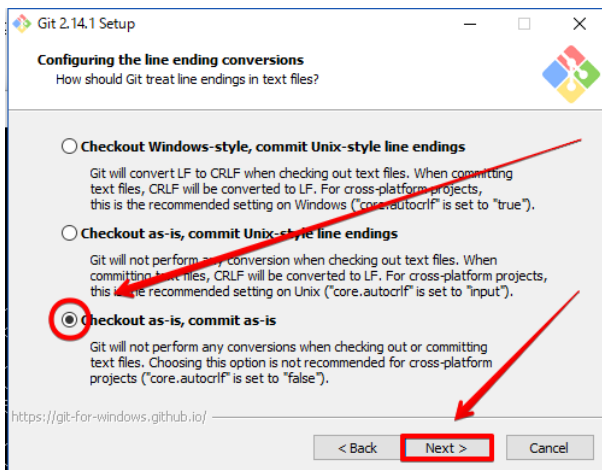 Git 2.14.1 Setup
Configuring the line ending conversions
How should Git treat line endings in text files?
Checkout Windows-style, commit Unix-style line endings
Git will convert LF to CRLF when checking out text files. When committing
text files, CRLF will be converted to LF. For cross-platform projects,
this is the recommended setting on Windows ("core.autocrlf" is set to "true").
Checkout as-is, commit Unix-style line endings
Git will not perform any conversion when checking out text files. When
committing text files, CRLF will be converted to LF. For cross-platform projects,
this is the recommended setting on Unix ("core.autocrlf" is set to "input").
Checkout as-is, commit as-is
Git will not perform any conversions when checking out or committing
text files. Choosing this option is not recommended for cross-platform
projects ("core.autocrlf" is set to "false").
https://git-for-windows.github.io/
< Back Next > Cancel